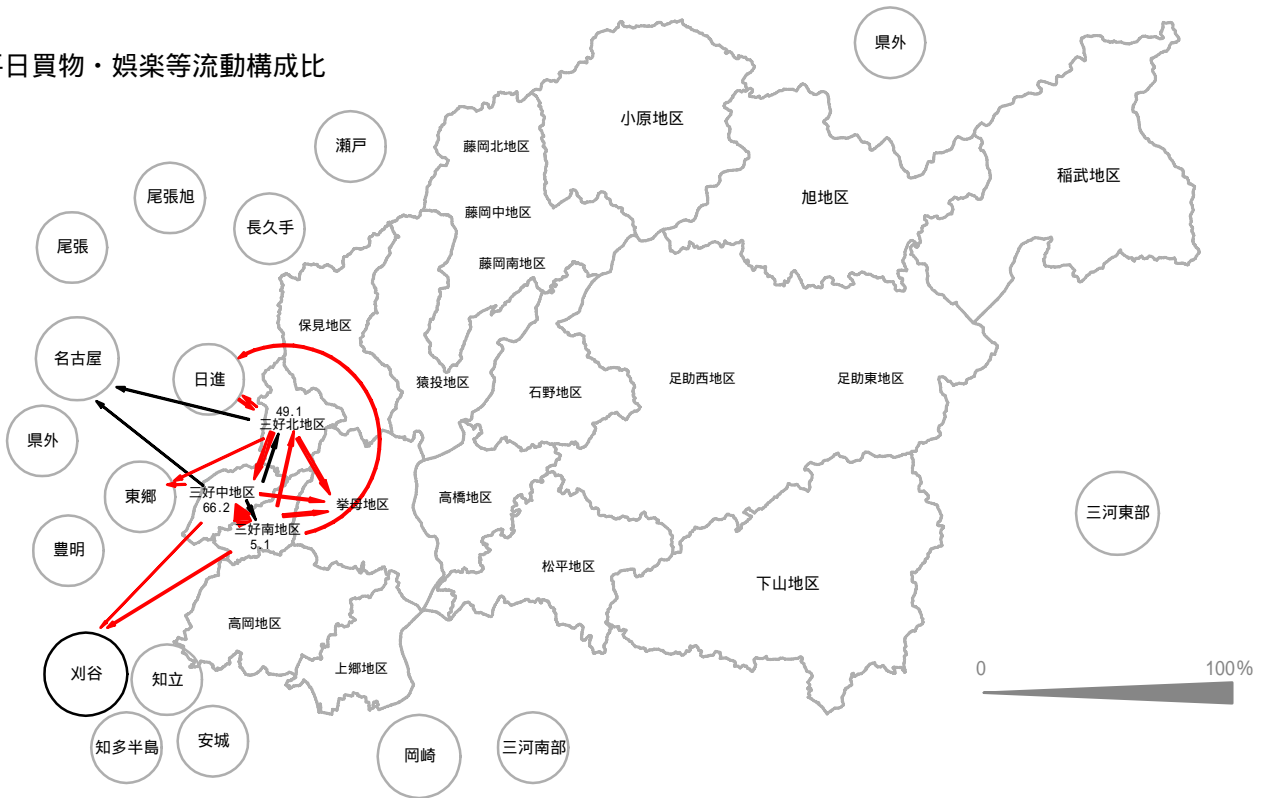 日買物・娯楽等流動構成比
県外
小原地区
瀬戸
藤岡北地区
稲武地区
尾張旭
旭地区
藤岡中地区
長久手
尾張
藤岡南地区
保見地区
名古屋
日進
猿投地区
石野地区
足助西地区
足助東地区
49.1
三好北地区
県外
東郷
三好中地区
66.2
挙母地区
高橋地区
三河東部
三好南地区
5.1
豊明
松平地区
下山地区
高岡地区
上郷地区
刈谷
知立
0
100%
知多半島
安城
岡崎
三河南部